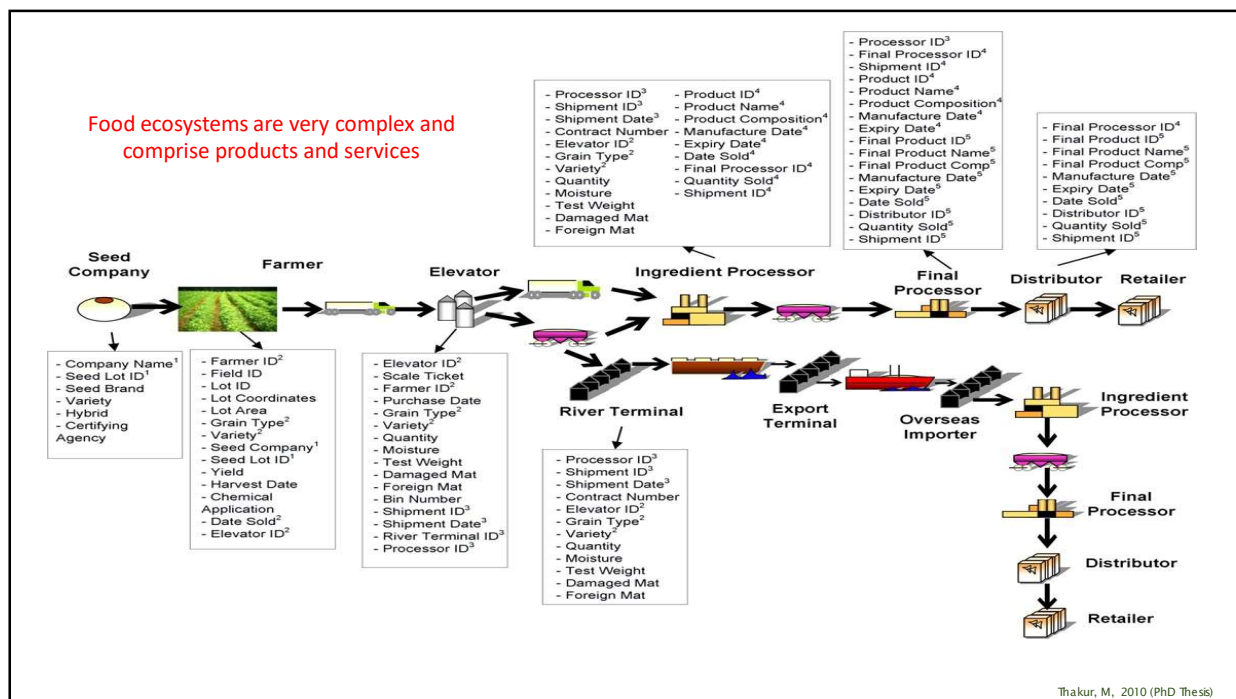 Food ecosystems are very complex and
comprise products and services
- Processor ID³
- Shipment ID³
- Shipment Date³
- Contract Number
- Elevator ID²
- Grain Type²
- Variety²
- Quantity
- Moisture
- Test Weight
- Damaged Mat
- Foreign Mat
- Product ID⁴
- Product Name⁴
- Product Composition⁴
- Manufacture Date⁴
- Expiry Date⁴
- Date Sold⁴
- Final Processor ID⁴
- Quantity Sold⁴
- Shipment ID⁴
- Processor ID³
- Final Processor ID⁴
- Shipment ID⁴
- Product ID⁴
- Product Name⁴
- Product Composition⁴
- Manufacture Date⁴
- Expiry Date⁴
- Final Product ID⁵
- Final Product Name⁵
- Final Product Comp⁵
- Manufacture Date⁵
- Expiry Date⁵
- Date Sold⁵
- Distributor ID⁵
- Quantity Sold⁵
- Shipment ID⁵
- Final Processor ID⁴
- Final Product ID⁵
- Final Product Name⁵
- Final Product Comp⁵
- Manufacture Date⁵
- Expiry Date⁵
- Date Sold⁵
- Distributor ID⁵
- Quantity Sold⁵
- Shipment ID⁵
Seed
Company
Farmer
Elevator
Ingredient Processor
Final
Processor
Distributor
Retailer
- Company Name¹
- Seed Lot ID¹
- Seed Brand
- Variety
- Hybrid
- Certifying
Agency
- Farmer ID²
- Field ID
- Lot ID
- Lot Coordinates
- Lot Area
- Grain Type²
- Variety²
- Seed Company¹
- Seed Lot ID¹
- Yield
- Harvest Date
- Chemical
Application
- Date Sold²
- Elevator ID²
- Elevator ID²
- Scale Ticket
- Farmer ID²
- Purchase Date
- Grain Type²
- Variety²
- Quantity
- Moisture
- Test Weight
- Damaged Mat
- Foreign Mat
- Bin Number
- Shipment ID³
- Shipment Date³
- River Terminal ID³
- Processor ID³
River Terminal
Export
Terminal
Overseas
Importer
Ingredient
Processor
- Processor ID³
- Shipment ID³
- Shipment Date³
- Contract Number
- Elevator ID²
- Grain Type²
- Variety²
- Quantity
- Moisture
- Test Weight
- Damaged Mat
- Foreign Mat
Final
Processor
Distributor
Retailer
Thakur, M, 2010 (PhD Thesis)